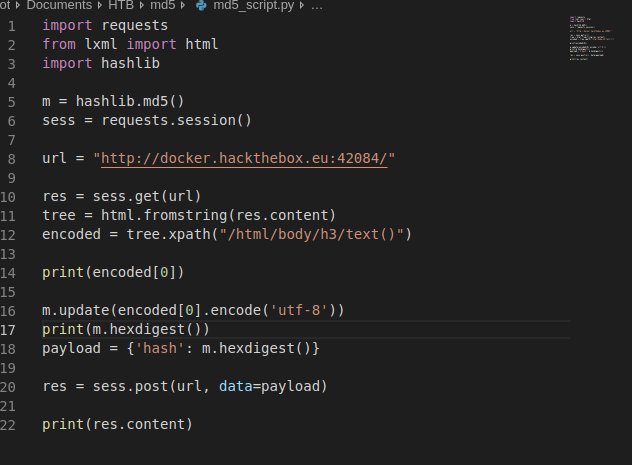 ot › Documents › HTB › md5 › md5_script.py › ...
1 import requests
2 from lxml import html
3 import hashlib
4
5 m = hashlib.md5()
6 sess = requests.session()
7
8 url = "http://docker.hackthebox.eu:42084/"
9
10 res = sess.get(url)
11 tree = html.fromstring(res.content)
12 encoded = tree.xpath("/html/body/h3/text()")
13
14 print(encoded[0])
15
16 m.update(encoded[0].encode('utf-8'))
17 print(m.hexdigest())
18 payload = {'hash': m.hexdigest()}
19
20 res = sess.post(url, data=payload)
21
22 print(res.content)